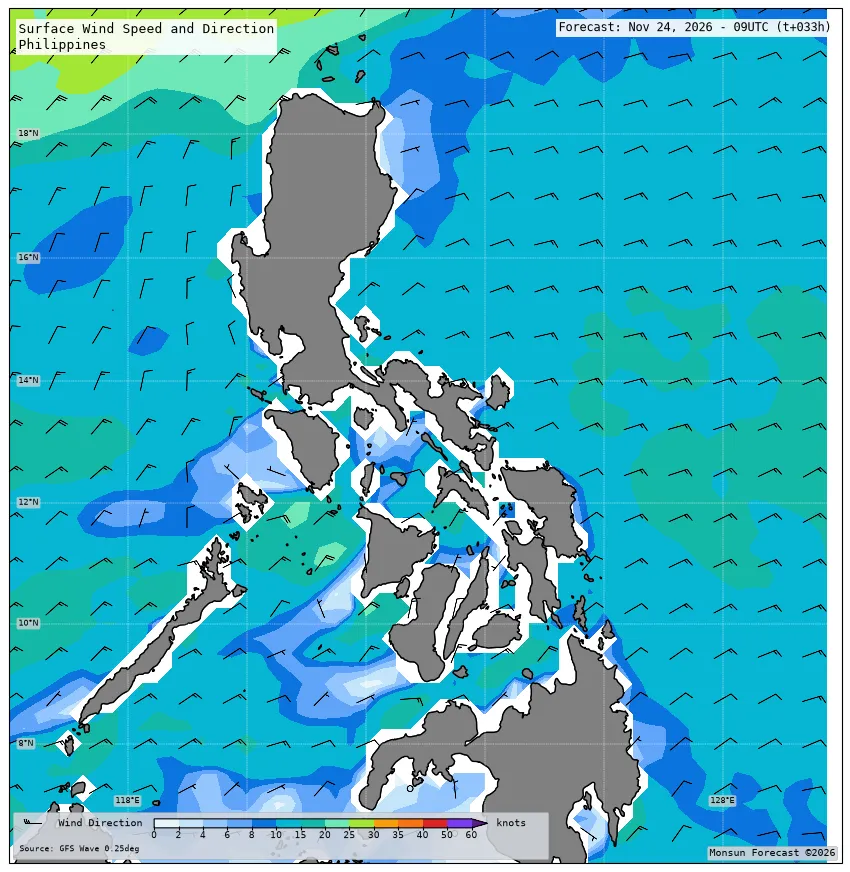 Surface Wind Speed and Direction
Philippines
Forecast: Nov 24, 2026 - 09UTC (t+033h)
18°N
16°N
14°N
12°N
10°N
8°N
118°E
128°E
Wind Direction
0 2 4 6 8 10 15 20 25 30 35 40 50 60
knots
Source: GFS Wave 0.25deg
Monsun Forecast ©2026